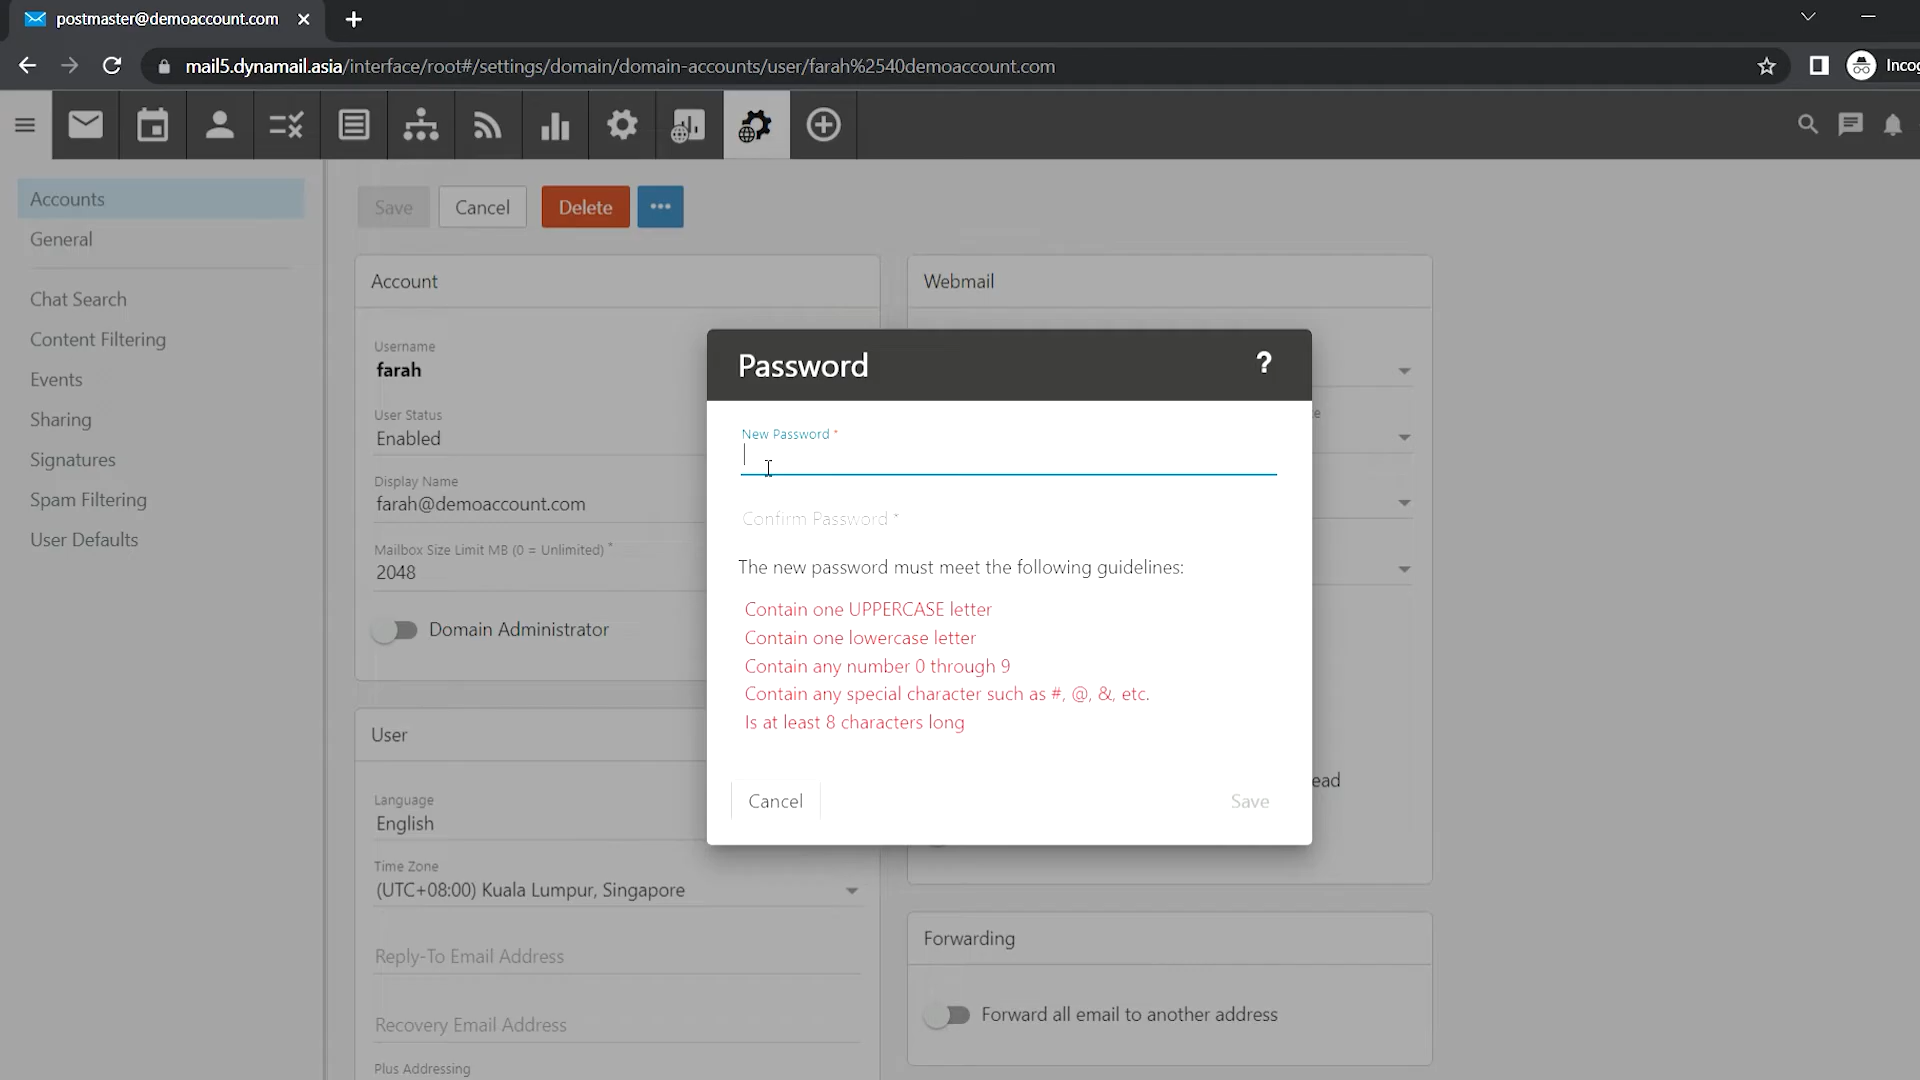 postmaster@demoaccount.com
mail5.dynamail.asia/interface/root#/settings/domain/domain-accounts/user/farah%2540demoaccount.com
Accounts
General
Chat Search
Content Filtering
Events
Sharing
Signatures
Spam Filtering
User Defaults
Save
Cancel
Delete
Account
Username
farah
User Status
Enabled
Display Name
farah@demoaccount.com
Mailbox Size Limit MB (0 = Unlimited) *
2048
Domain Administrator
User
Language
English
Time Zone
(UTC+08:00) Kuala Lumpur, Singapore
Reply-To Email Address
Recovery Email Address
Plus Addressing
Webmail
Password
?
New Password *
Confirm Password *
The new password must meet the following guidelines:
Contain one UPPERCASE letter
Contain one lowercase letter
Contain any number 0 through 9
Contain any special character such as #, @, &, etc.
Is at least 8 characters long
Cancel
Save
Forwarding
Forward all email to another address